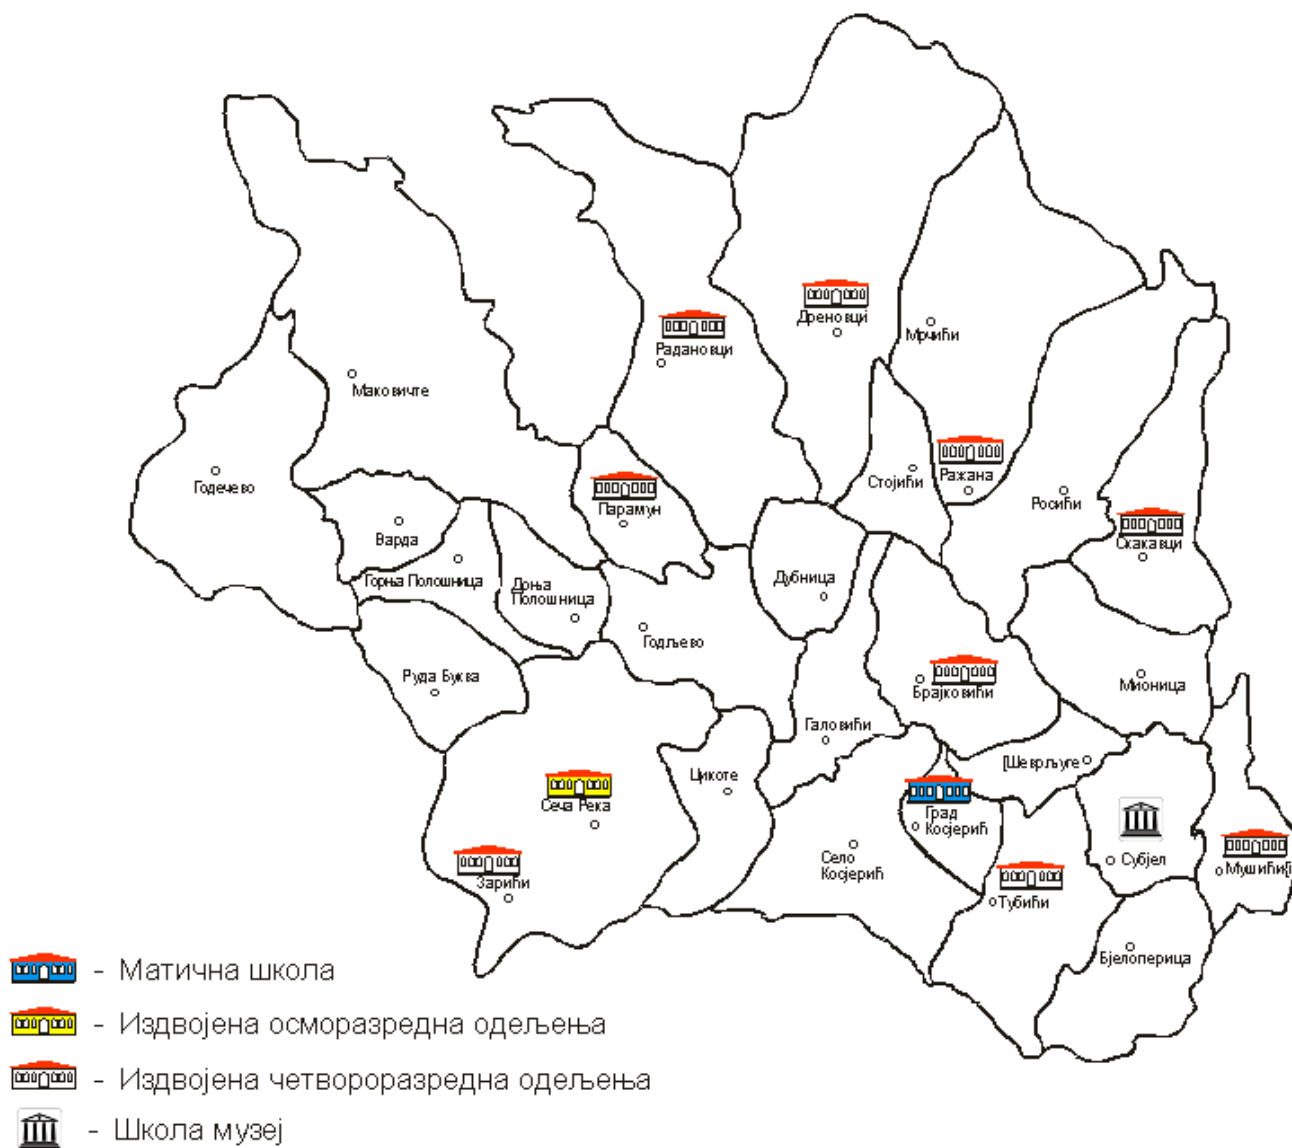 Дреновци
Мрчићи
Радановци
Маковичте
Годечево
Стојићи
Ражана
Росићи
Парамун
Скакавци
Варда
Горња Полошница
Доња
Полошница
Дубница
Годљево
Руда Буква
Брајковићи
Мионица
Галовићи
[Шеврљуге
Цикоте
Сеча Река
Град
Косјерић
Село
Косјерић
Субјел
Зарићи
Тубићи
Бјелоперица
- Матична школа
- Издвојена осморазредна одељења
- Издвојена четвороразредна одељења
- Школа музеј